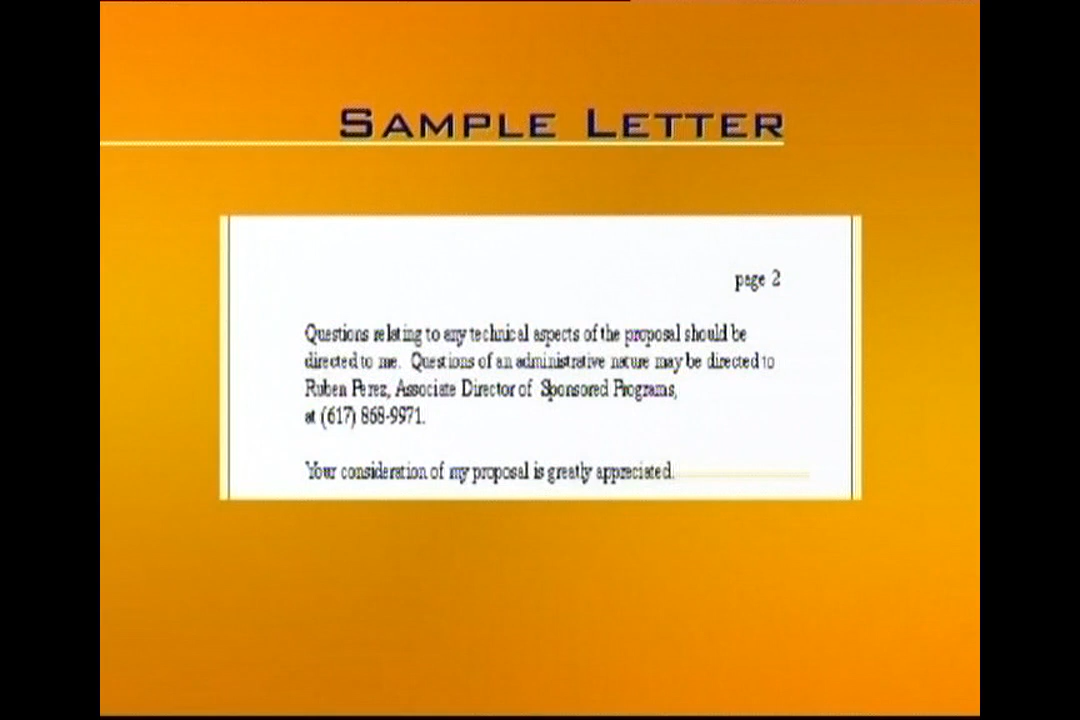 SAMPLE LETTER
page 2
Questions relating to any technical aspects of the proposal should be
directed to me. Questions of an administrative nature may be directed to
Ruben Perez, Associate Director of Sponsored Programs,
at (617) 868-9971.
Your consideration of my proposal is greatly appreciated.